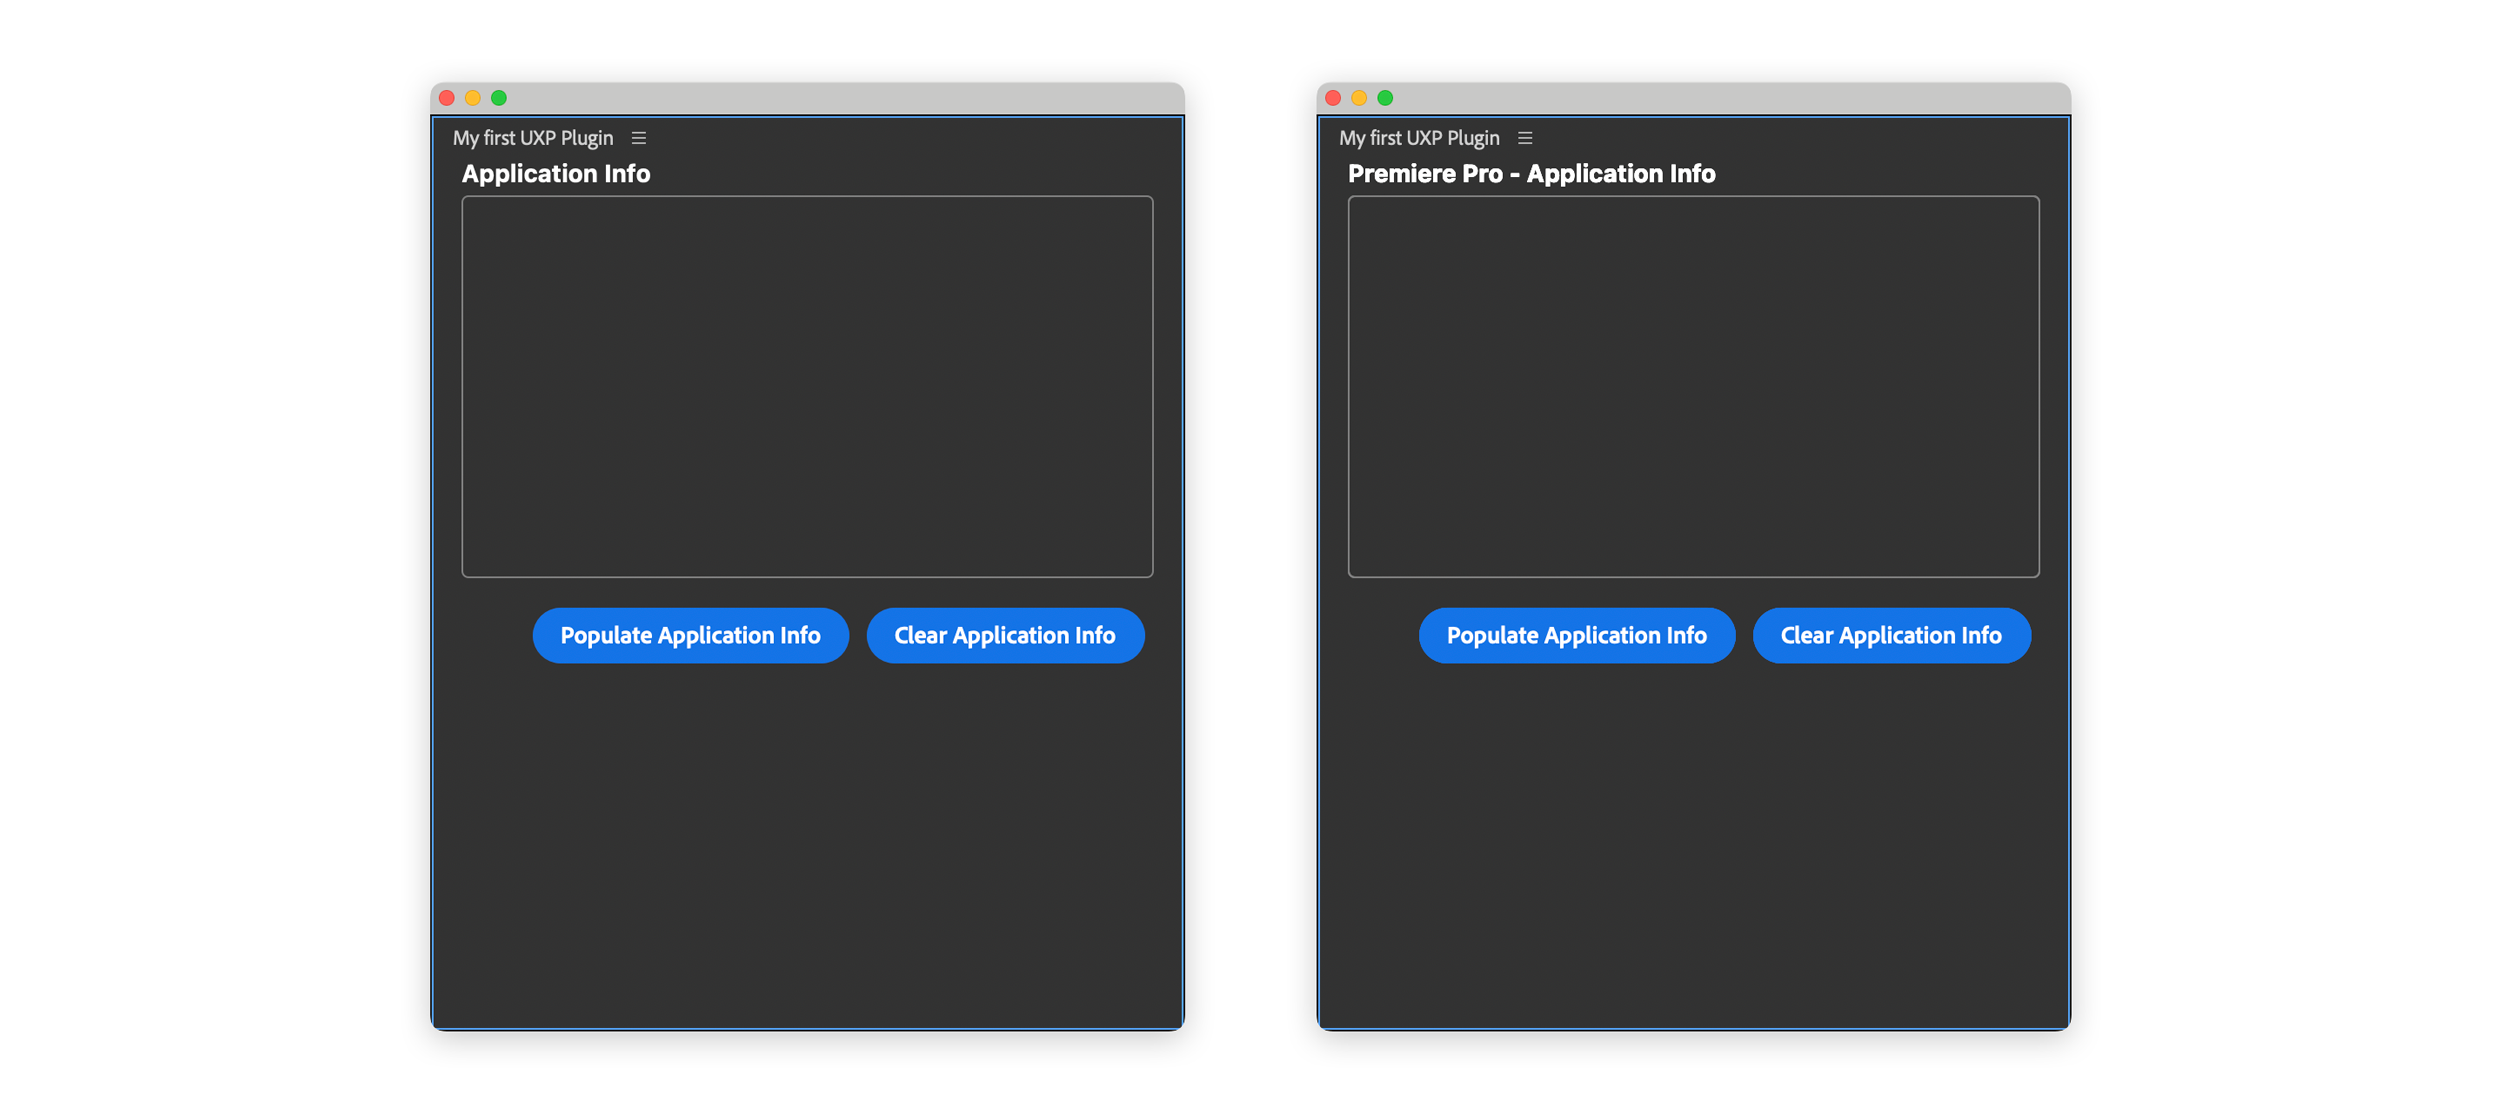 My first UXP Plugin
Application Info
Populate Application Info
Clear Application Info
My first UXP Plugin
Premiere Pro - Application Info
Populate Application Info
Clear Application Info